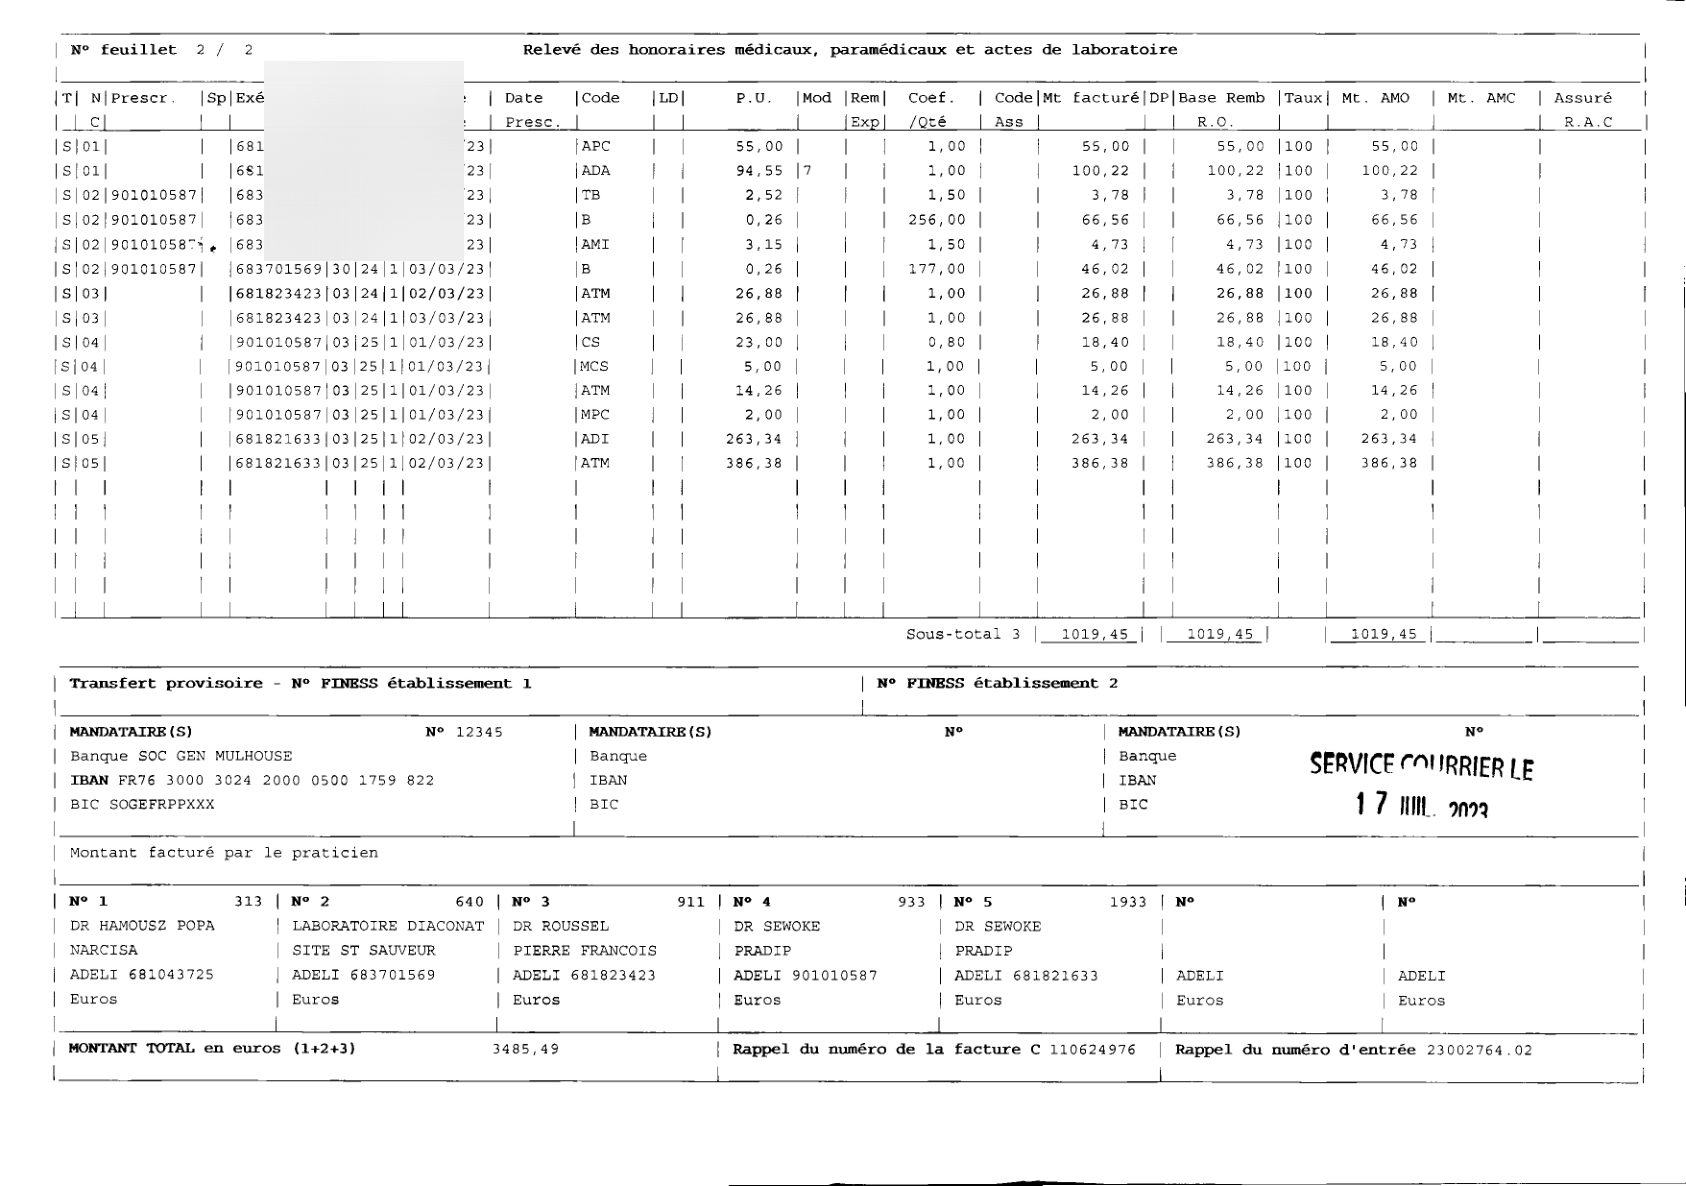 N° feuillet 2 / 2 Relevé des honoraires médicaux, paramédicaux et actes de laboratoire
T N Prescr. Sp Exé Date Code LD P.U. Mod Rem Coef. Code Mt facturé DP Base Remb Taux Mt. AMO Mt. AMC Assuré
C Presc. Exp /Qté Ass R.O. R.A.C
S 01 681 23 APC 55,00 1,00 55,00 55,00 100 55,00
S 01 681 23 ADA 94,55 7 1,00 100,22 100,22 100 100,22
S 02 901010587 683 23 TB 2,52 1,50 3,78 3,78 100 3,78
S 02 901010587 683 23 B 0,26 256,00 66,56 66,56 100 66,56
S 02 901010587 683 23 AMI 3,15 1,50 4,73 4,73 100 4,73
S 02 901010587 683701569 30 24 1 03/03/23 B 0,26 177,00 46,02 46,02 100 46,02
S 03 681823423 03 24 1 02/03/23 ATM 26,88 1,00 26,88 26,88 100 26,88
S 03 681823423 03 24 1 03/03/23 ATM 26,88 1,00 26,88 26,88 100 26,88
S 04 901010587 03 25 1 01/03/23 CS 23,00 0,80 18,40 18,40 100 18,40
S 04 901010587 03 25 1 01/03/23 MCS 5,00 1,00 5,00 5,00 100 5,00
S 04 901010587 03 25 1 01/03/23 ATM 14,26 1,00 14,26 14,26 100 14,26
S 04 901010587 03 25 1 01/03/23 MPC 2,00 1,00 2,00 2,00 100 2,00
S 05 681821633 03 25 1 02/03/23 ADI 263,34 1,00 263,34 263,34 100 263,34
S 05 681821633 03 25 1 02/03/23 ATM 386,38 1,00 386,38 386,38 100 386,38
Sous-total 3 1019,45 1019,45 1019,45
Transfert provisoire - N° FINESS établissement 1 N° FINESS établissement 2
MANDATAIRE(S) N° 12345 MANDATAIRE(S) N° MANDATAIRE(S) N°
Banque SOC GEN MULHOUSE Banque Banque
IBAN FR76 3000 3024 2000 0500 1759 822 IBAN IBAN
BIC SOGEFRPPXXX BIC BIC
SERVICE COURRIER LE
17 JUIL. 2023
Montant facturé par le praticien
N° 1 313 N° 2 640 N° 3 911 N° 4 933 N° 5 1933 N° N°
DR HAMOUSZ POPA LABORATOIRE DIACONAT DR ROUSSEL DR SEWOKE DR SEWOKE
NARCISA SITE ST SAUVEUR PIERRE FRANCOIS PRADIP PRADIP
ADELI 681043725 ADELI 683701569 ADELI 681823423 ADELI 901010587 ADELI 681821633 ADELI ADELI
Euros Euros Euros Euros Euros Euros Euros
MONTANT TOTAL en euros (1+2+3) 3485,49 Rappel du numéro de la facture C 110624976 Rappel du numéro d'entrée 23002764.02